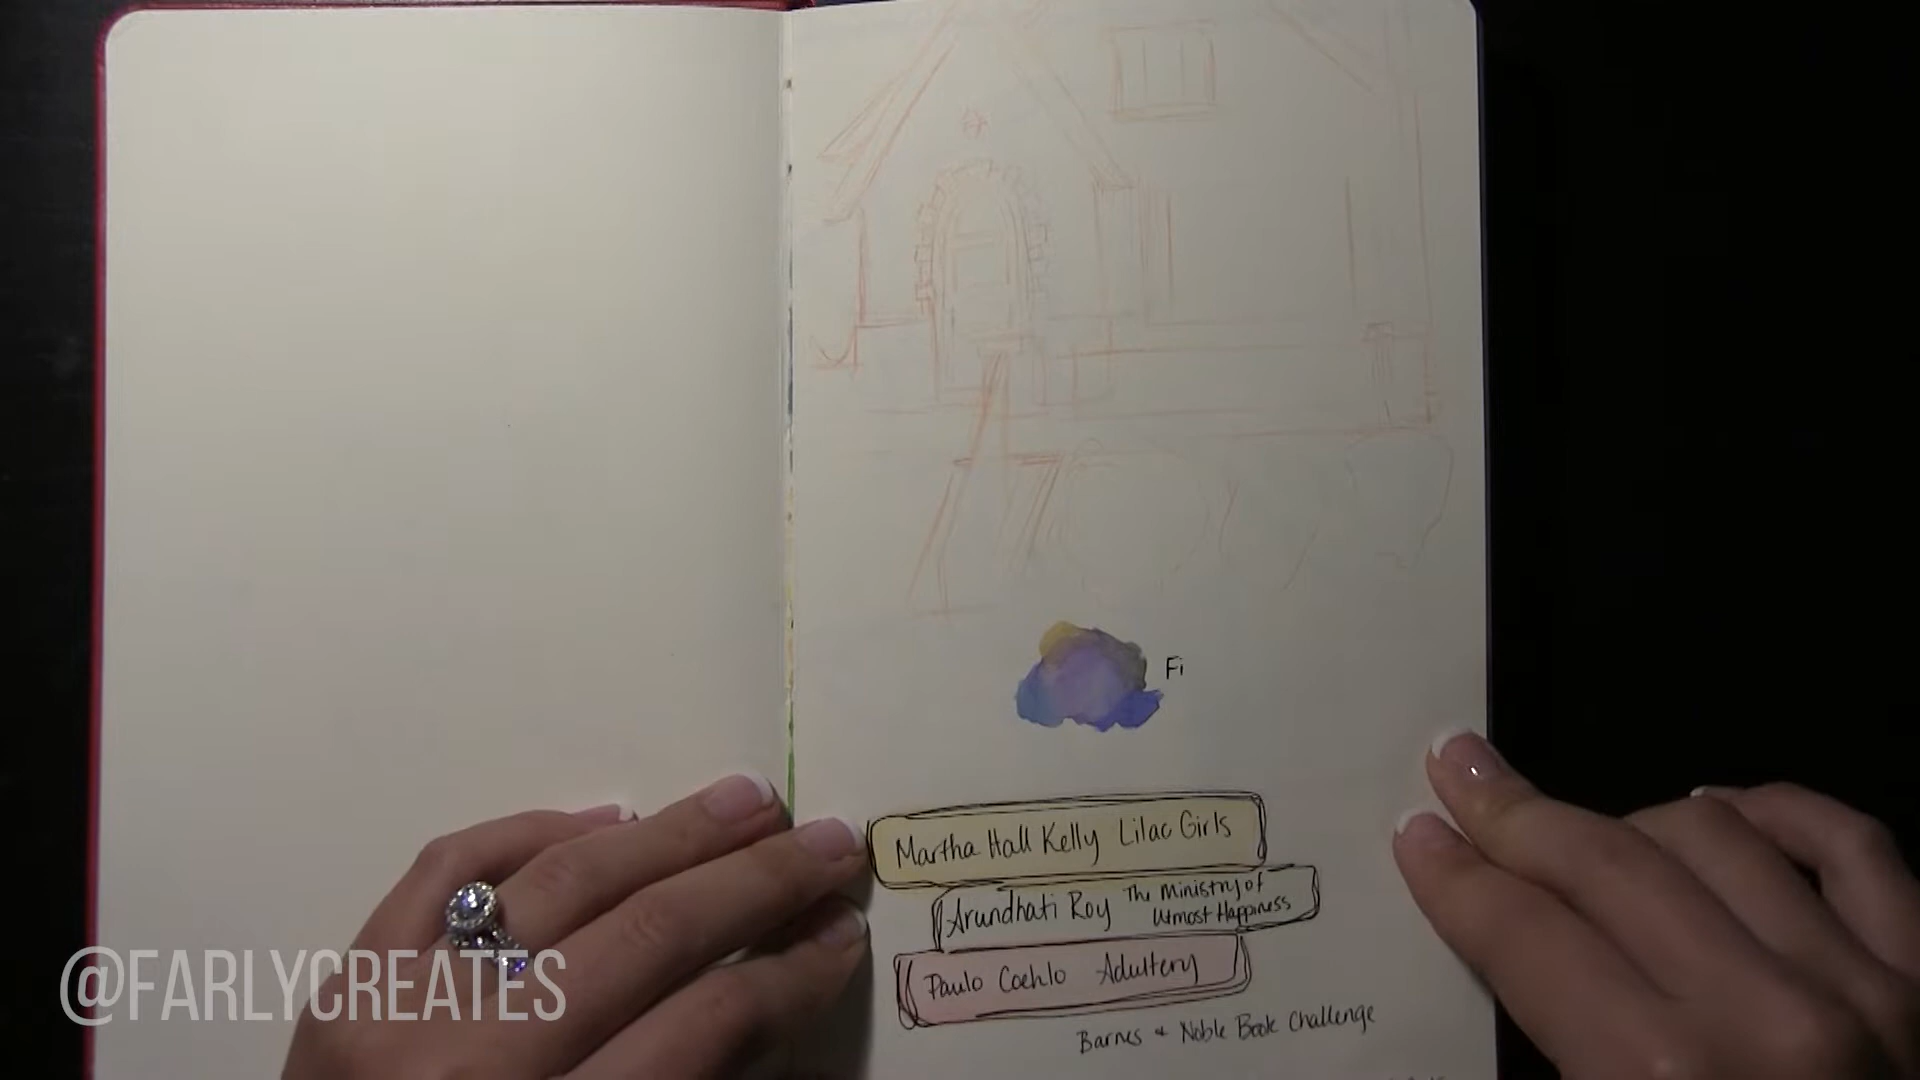 Fi
Martha Hall Kelly Lilac Girls
Arundhati Roy The Ministry of
Utmost Happiness
Paulo Coehlo Adultery
Barnes + Noble Book Challenge
@FARLYCREATES